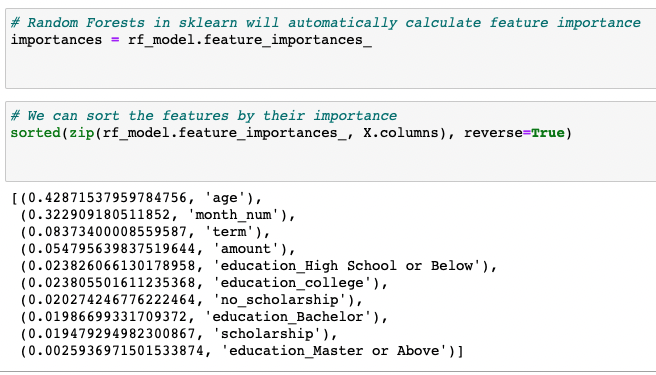 # Random Forests in sklearn will automatically calculate feature importance
importances = rf_model.feature_importances_
# We can sort the features by their importance
sorted(zip(rf_model.feature_importances_, X.columns), reverse=True)
[(0.42871537959784756, 'age'),
(0.322909180511852, 'month_num'),
(0.08373400008559587, 'term'),
(0.054795639837519644, 'amount'),
(0.023826066130178958, 'education_High School or Below'),
(0.023805501611235368, 'education_college'),
(0.020274246776222464, 'no_scholarship'),
(0.01986699331709372, 'education_Bachelor'),
(0.019479294982300867, 'scholarship'),
(0.0025936971501533874, 'education_Master or Above')]